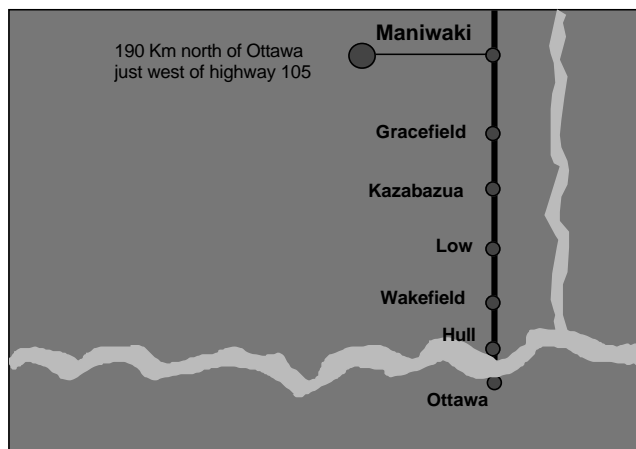 Maniwaki
190 Km north of Ottawa
just west of highway 105
Gracefield
Kazabazua
Low
Wakefield
Hull
Ottawa